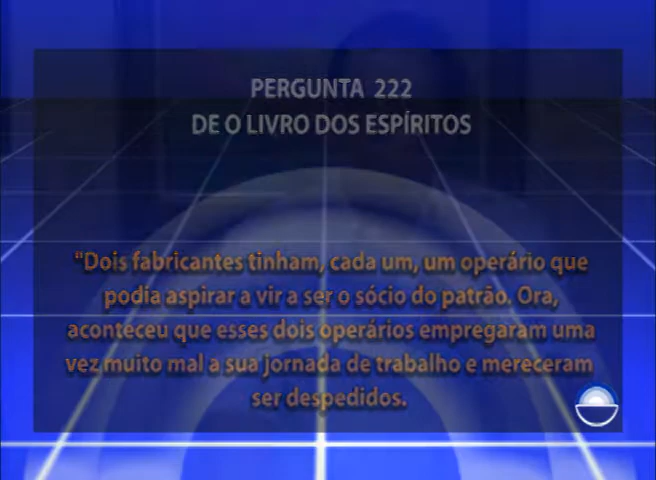 PERGUNTA 222
DE O LIVRO DOS ESPÍRITOS
"Dois fabricantes tinham, cada um, um operário que
podia aspirar a vir a ser o sócio do patrão. Ora,
aconteceu que esses dois operários empregaram uma
vez muito mal a sua jornada de trabalho e mereceram
ser despedidos.